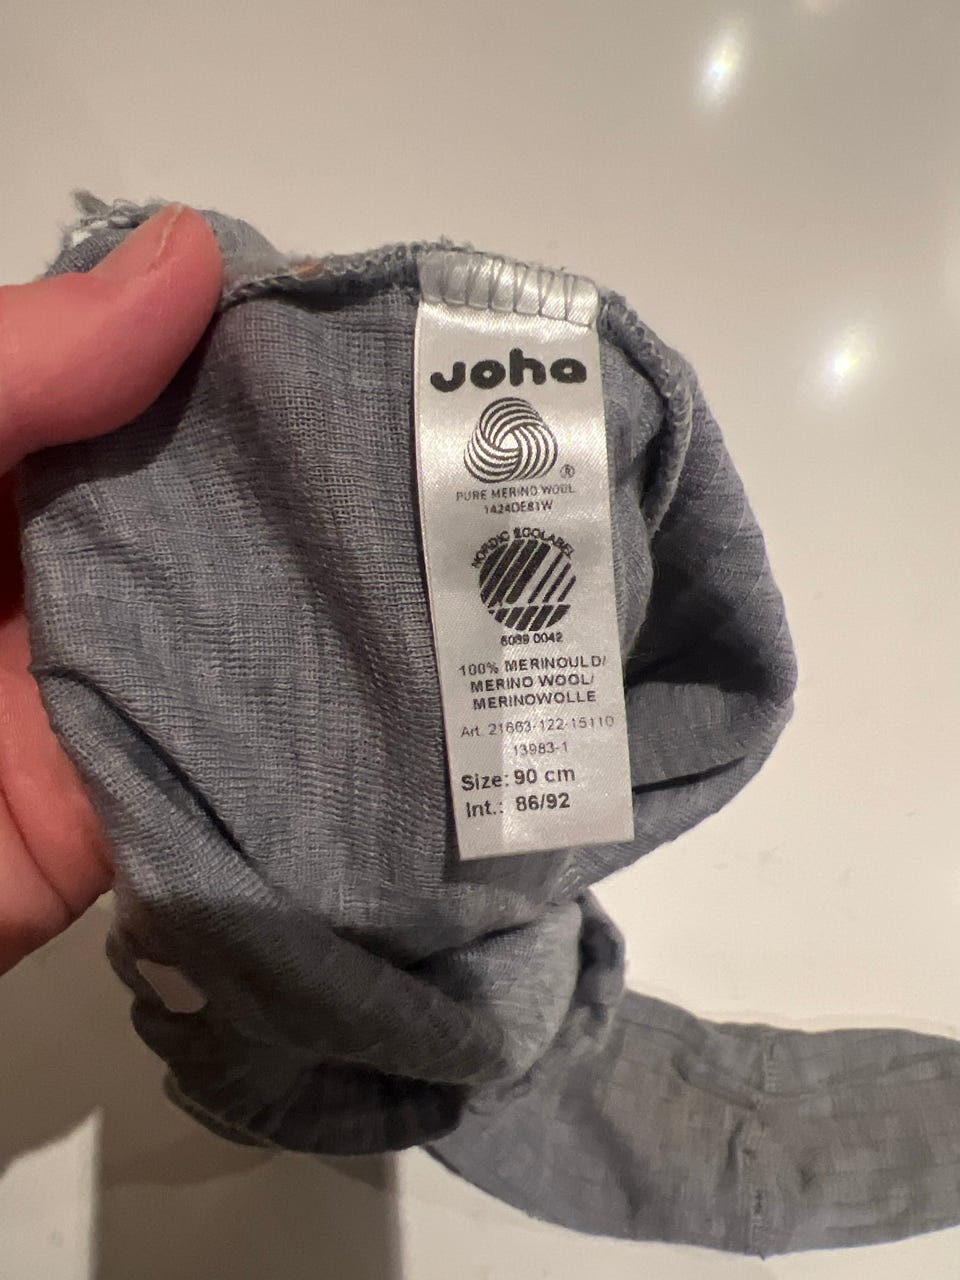 Joha
®
PURE MERINO WOOL
1424DE81W
NORDIC ECOLABEL
6089 0042
100% MERINOULD/
MERINO WOOL/
MERINOWOLLE
Art. 21663-122-15110
13983-1
Size: 90 cm
Int.: 86/92